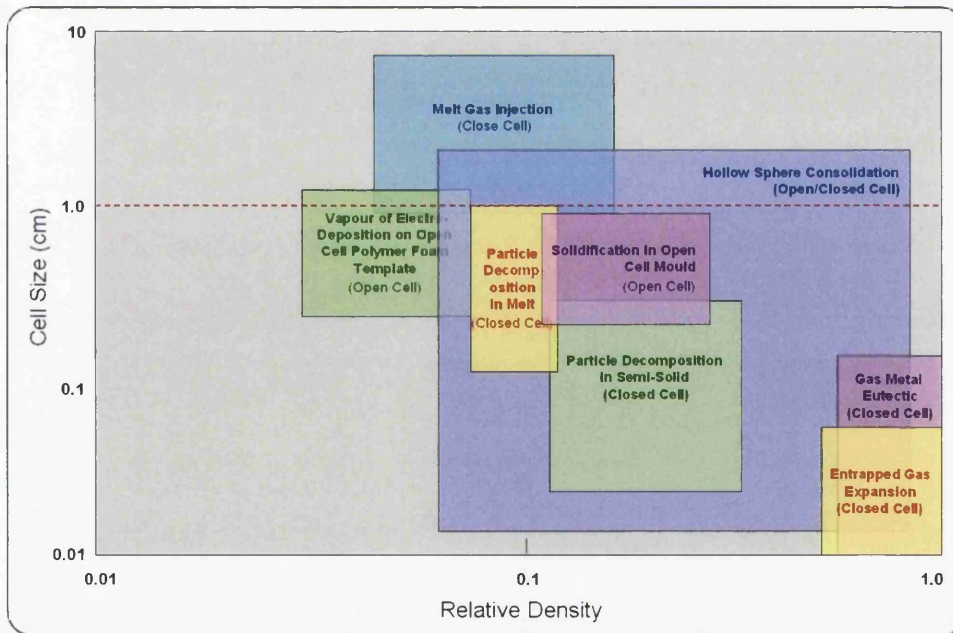 10
Melt Gas Injection
(Close Cell)
Hollow Sphere Consolidation
(Open/Closed Cell)
1.0
Vapour of Electro-
Deposition on Open
Cell Polymer Foam
Template
(Open Cell)
Particle
Decomp-
osition
in Melt
(Closed Cell)
Solidification in Open
Cell Mould
(Open Cell)
Cell Size (cm)
Particle Decomposition
in Semi-Solid
(Closed Cell)
0.1
Gas Metal
Eutectic
(Closed Cell)
Entrapped Gas
Expansion
(Closed Cell)
0.01
0.01
0.1
1.0
Relative Density